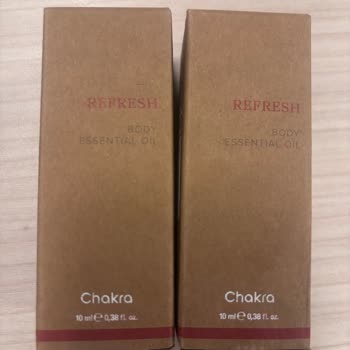 REFRESH
BODY
ESSENTIAL OIL
Chakra
10 ml ℮ 0,38 fl. oz.
REFRESH
BODY
ESSENTIAL OIL
Chakra
10 ml ℮ 0,38 fl. oz.